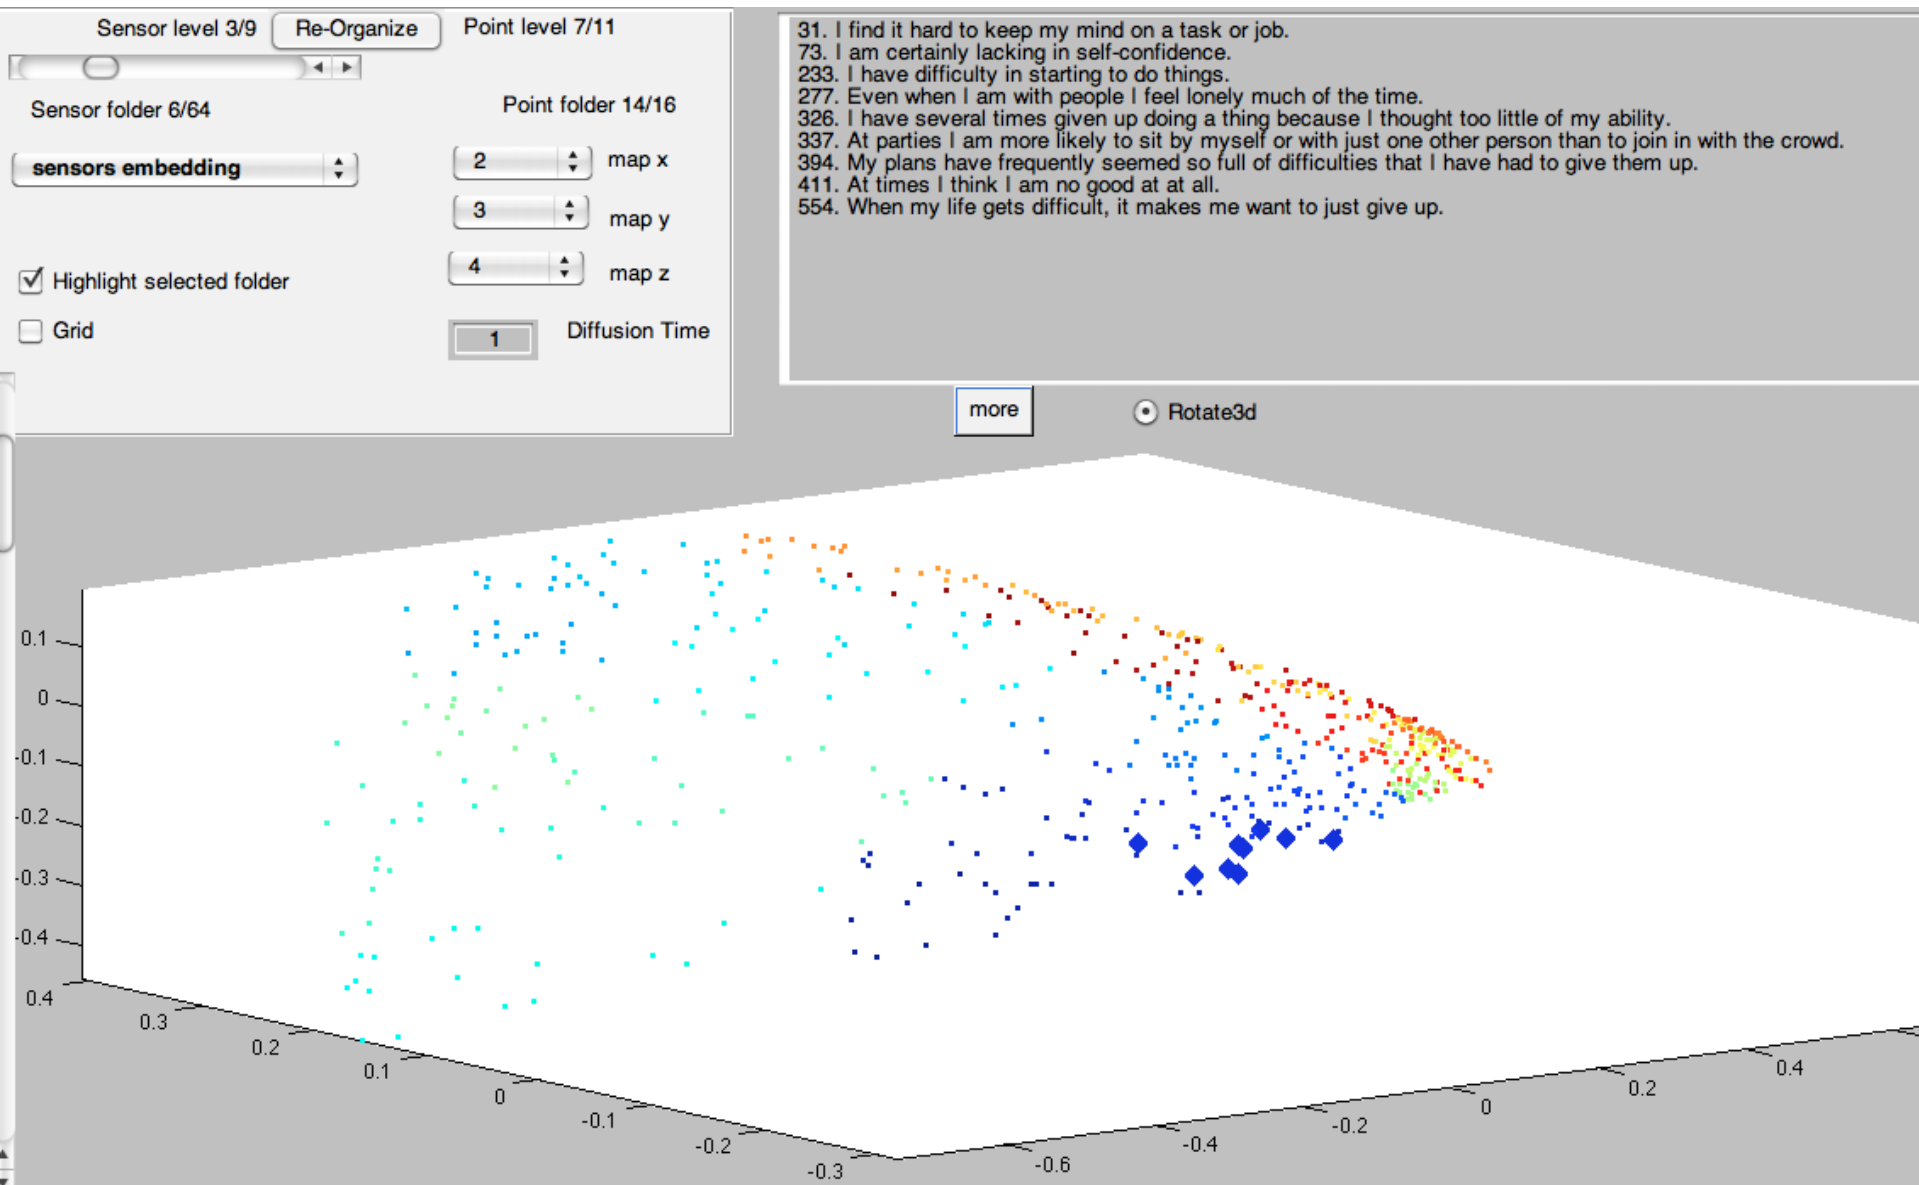 Sensor level 3/9
Re-Organize
Point level 7/11
Sensor folder 6/64
Point folder 14/16
sensors embedding
2
map x
3
map y
4
map z
Highlight selected folder
Grid
1
Diffusion Time
31. I find it hard to keep my mind on a task or job.
73. I am certainly lacking in self-confidence.
233. I have difficulty in starting to do things.
277. Even when I am with people I feel lonely much of the time.
326. I have several times given up doing a thing because I thought too little of my ability.
337. At parties I am more likely to sit by myself or with just one other person than to join in with the crowd.
394. My plans have frequently seemed so full of difficulties that I have had to give them up.
411. At times I think I am no good at at all.
554. When my life gets difficult, it makes me want to just give up.
more
Rotate3d
0.1
0
-0.1
-0.2
-0.3
-0.4
0.4
0.3
0.2
0.1
0
-0.1
-0.2
-0.3
-0.6
-0.4
-0.2
0
0.2
0.4